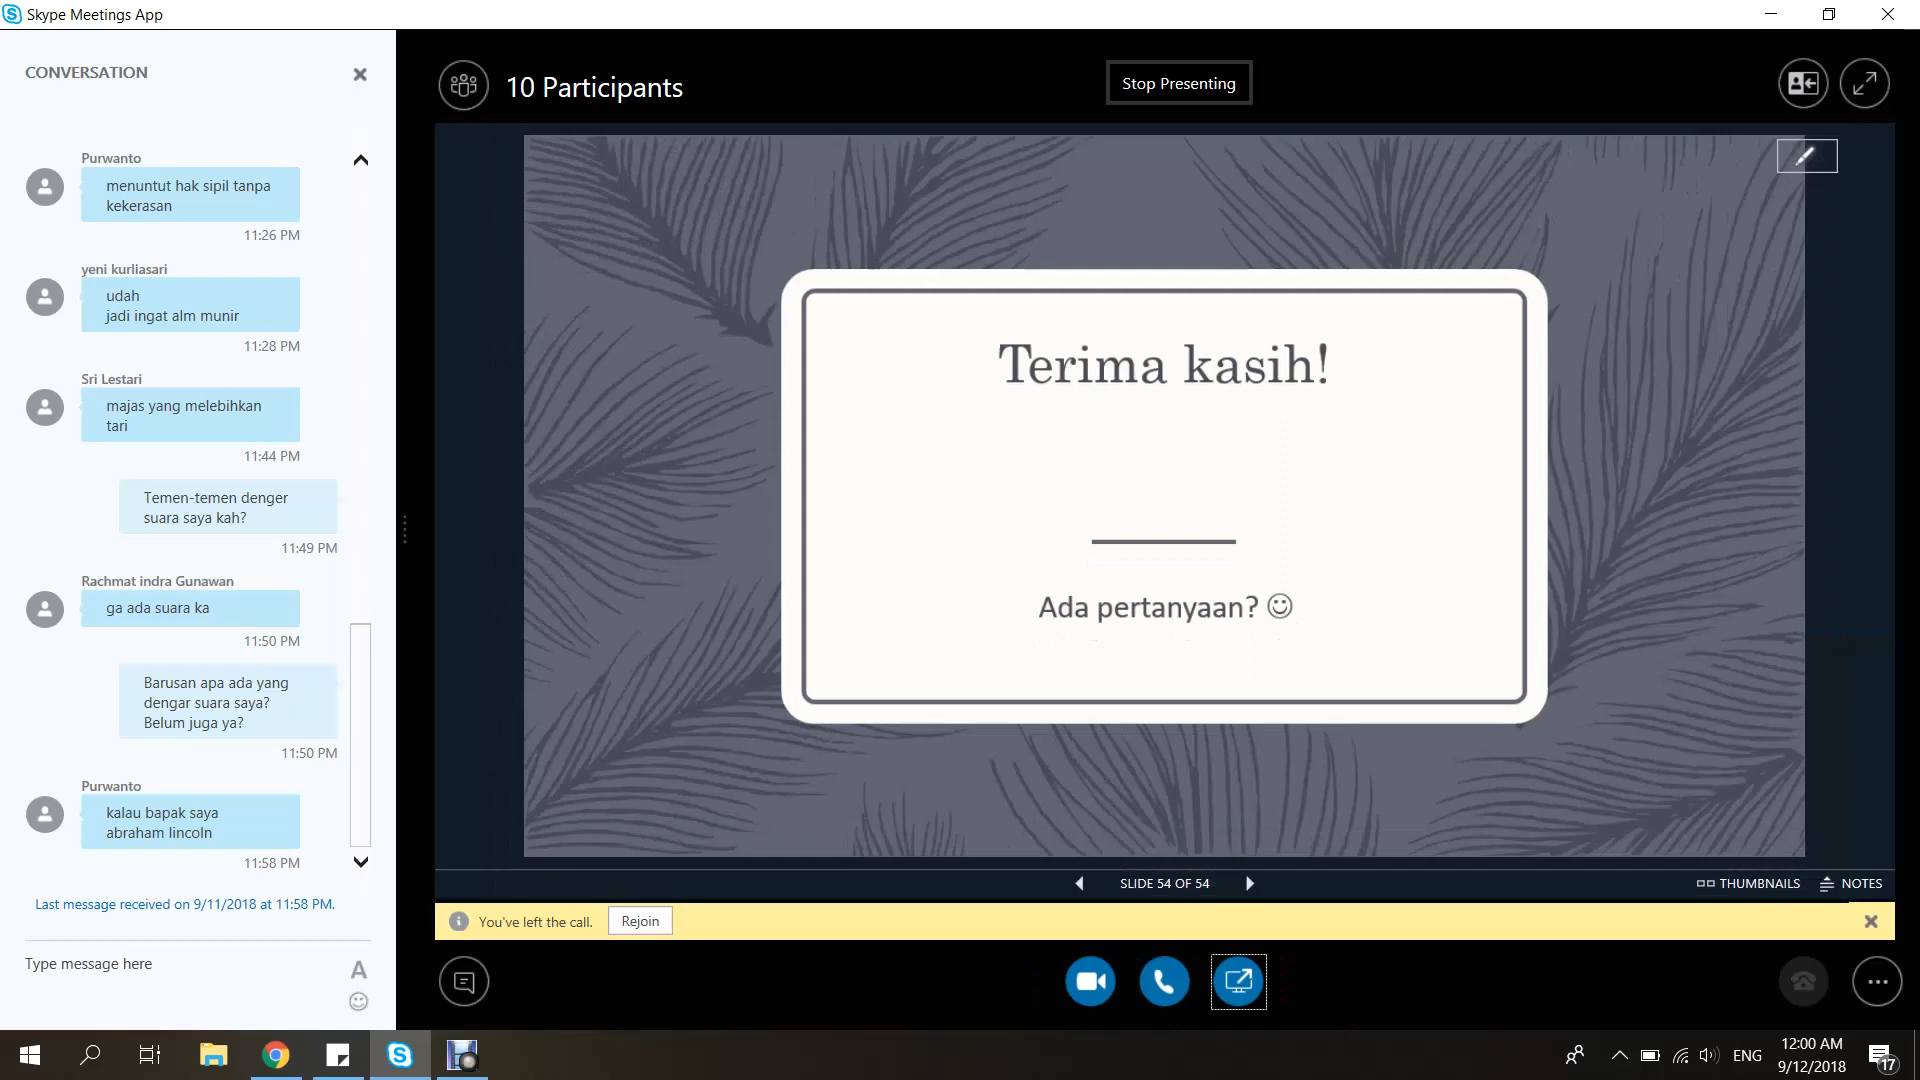 Skype Meetings App
CONVERSATION
Purwanto
menuntut hak sipil tanpa
kekerasan
11:26 PM
yeni kurliasari
udah
jadi ingat alm munir
11:28 PM
Sri Lestari
majas yang melebihkan
tari
11:44 PM
Temen-temen denger
suara saya kah?
11:49 PM
Rachmat indra Gunawan
ga ada suara ka
11:50 PM
Barusan apa ada yang
dengar suara saya?
Belum juga ya?
11:50 PM
Purwanto
kalau bapak saya
abraham lincoln
11:58 PM
Last message received on 9/11/2018 at 11:58 PM.
Type message here
A
10 Participants
Stop Presenting
Terima kasih!
Ada pertanyaan? ☺
SLIDE 54 OF 54
THUMBNAILS
NOTES
You've left the call.
Rejoin
ENG
12:00 AM
9/12/2018
17